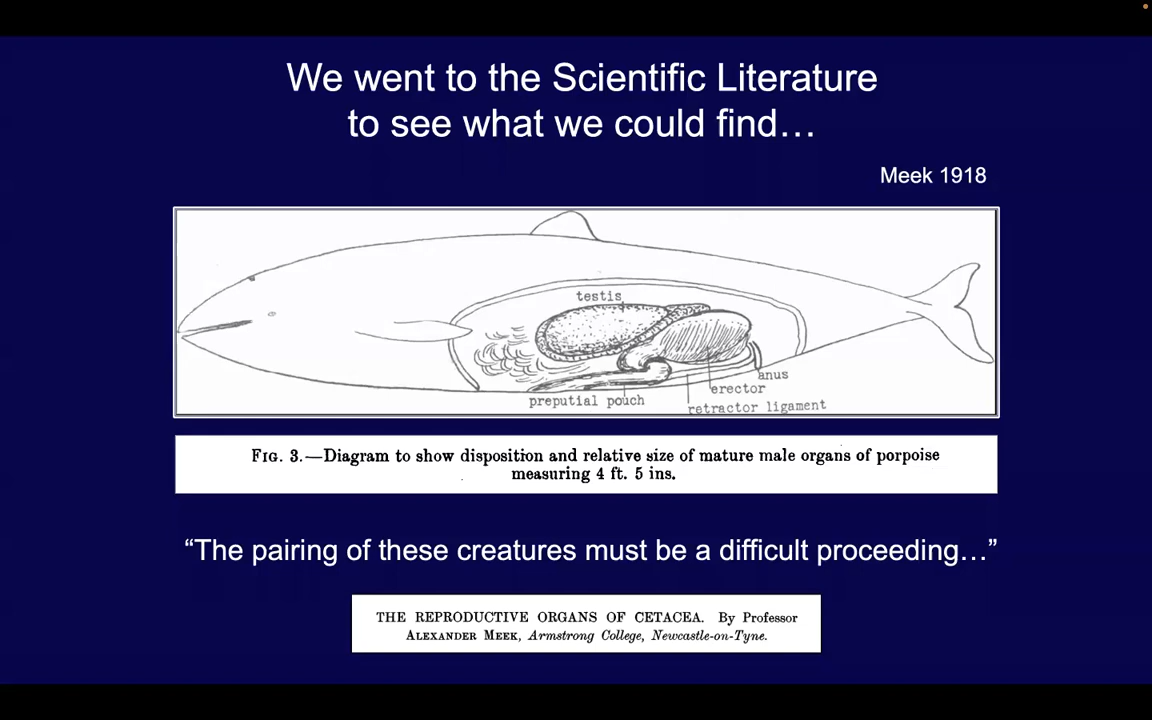 We went to the Scientific Literature
to see what we could find…
Meek 1918
testis
anus
erector
preputial pouch
retractor ligament
FIG. 3.—Diagram to show disposition and relative size of mature male organs of porpoise
measuring 4 ft. 5 ins.
“The pairing of these creatures must be a difficult proceeding…”
THE REPRODUCTIVE ORGANS OF CETACEA. By Professor
ALEXANDER MEEK, Armstrong College, Newcastle-on-Tyne.